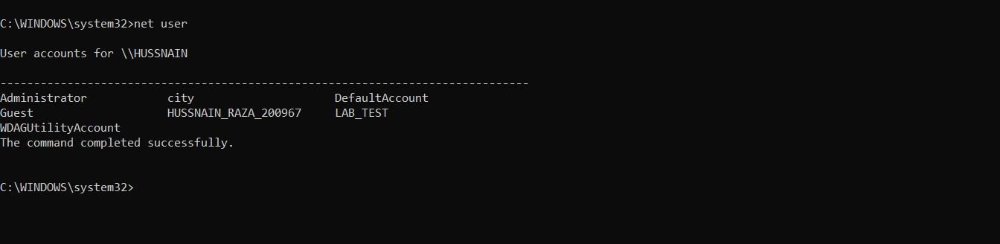 C:\WINDOWS\system32>net user
User accounts for \\HUSSNAIN
-------------------------------------------------------------------------------
Administrator            city                     DefaultAccount
Guest                    HUSSNAIN_RAZA_200967     LAB_TEST
WDAGUtilityAccount
The command completed successfully.
C:\WINDOWS\system32>